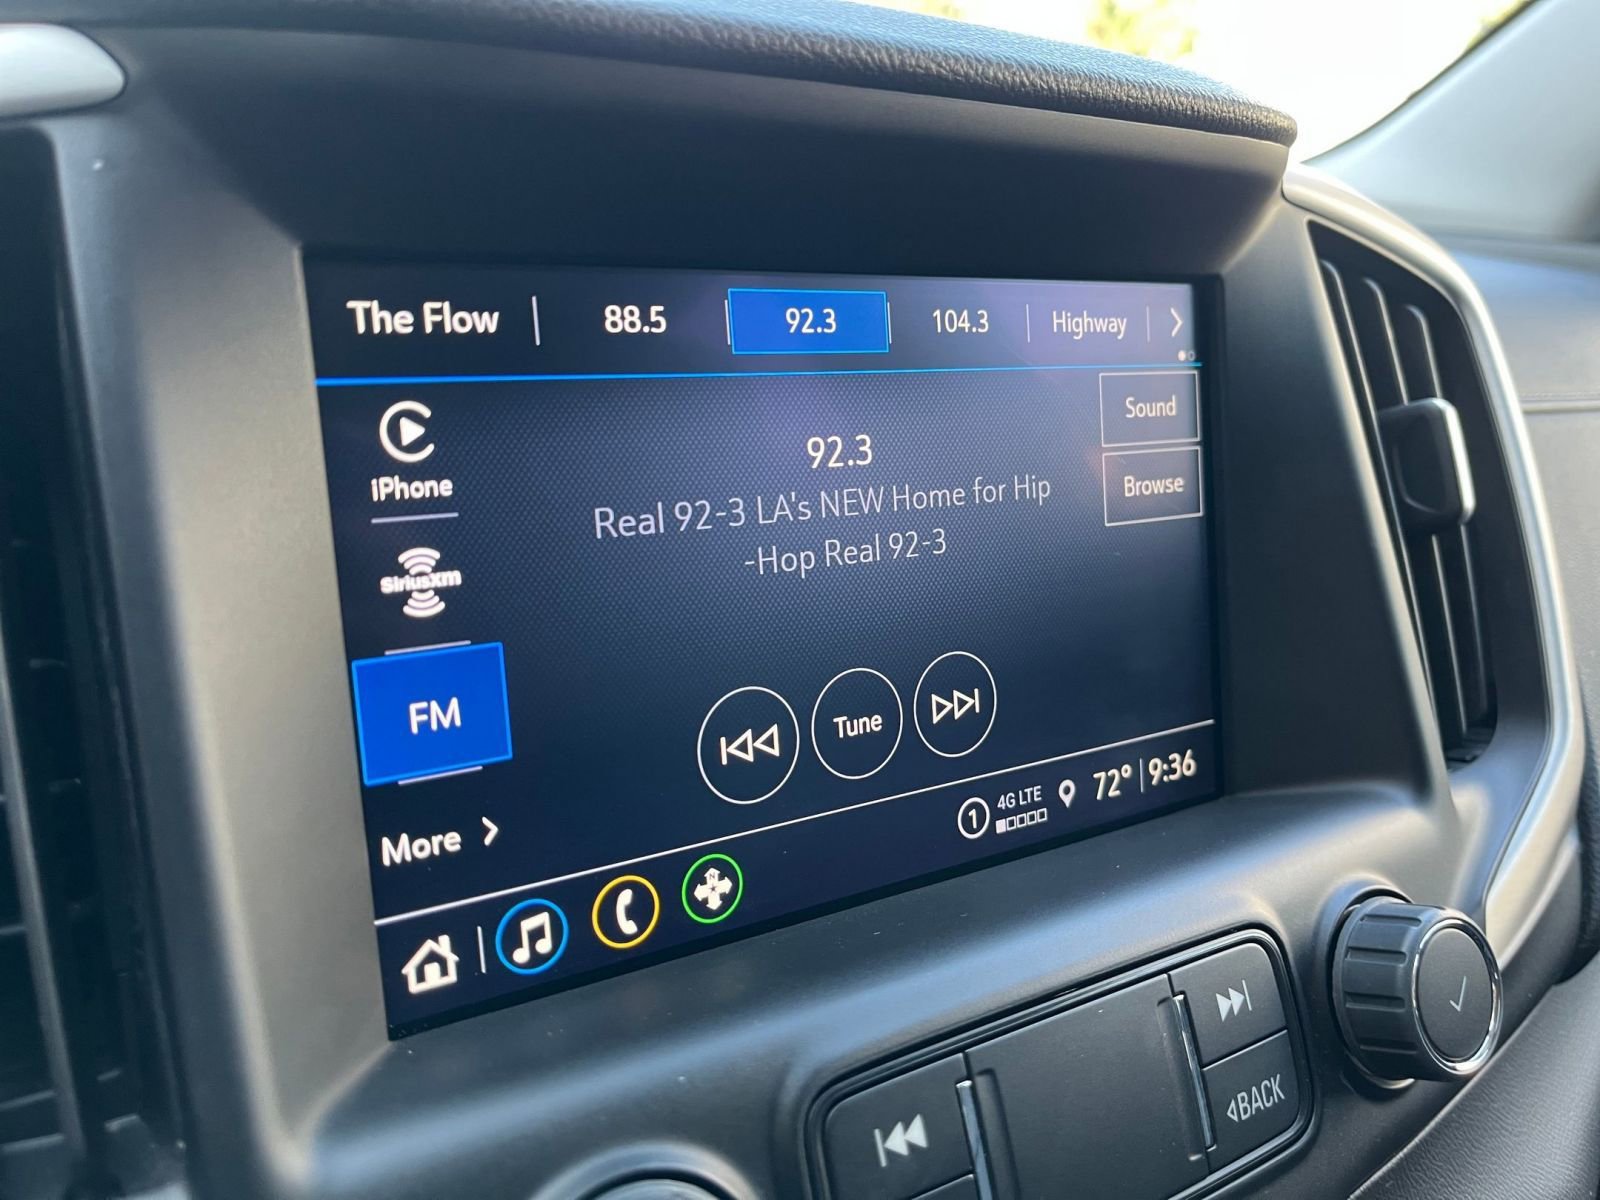 The Flow 88.5 92.3 104.3 Highway
iPhone
SiriusXM
FM
More
92.3
Real 92-3 LA's NEW Home for Hip
-Hop Real 92-3
Sound
Browse
Tune
1 4G LTE 72° 9:36
N
BACK